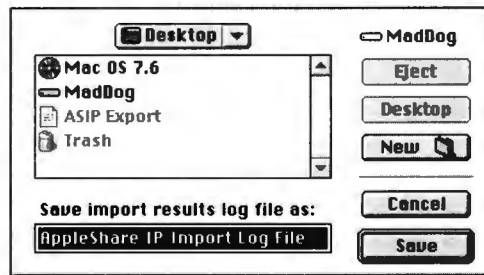 Desktop
MadDog
Mac OS 7.6
MadDog
ASIP Export
Trash
Eject
Desktop
New
Save import results log file as:
AppleShare IP Import Log File
Cancel
Save